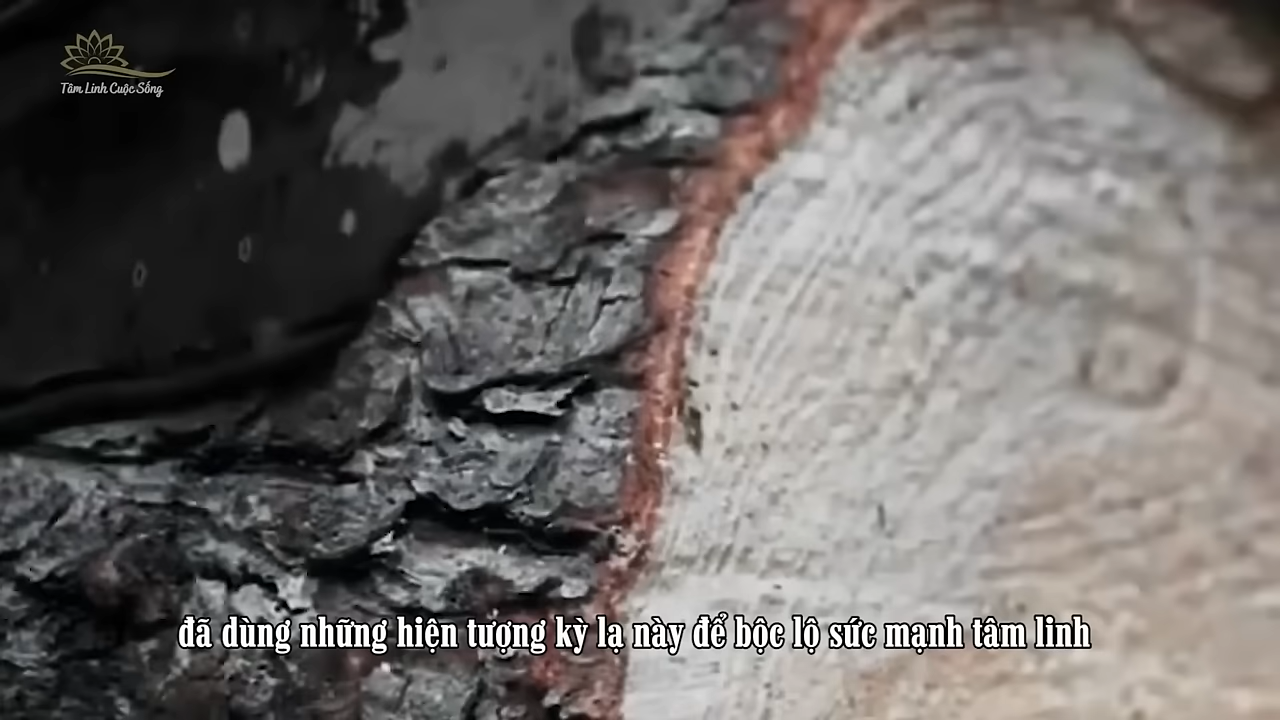 Tâm Linh Cuộc Sống
đã dùng những hiện tượng kỳ lạ này để bộc lộ sức mạnh tâm linh